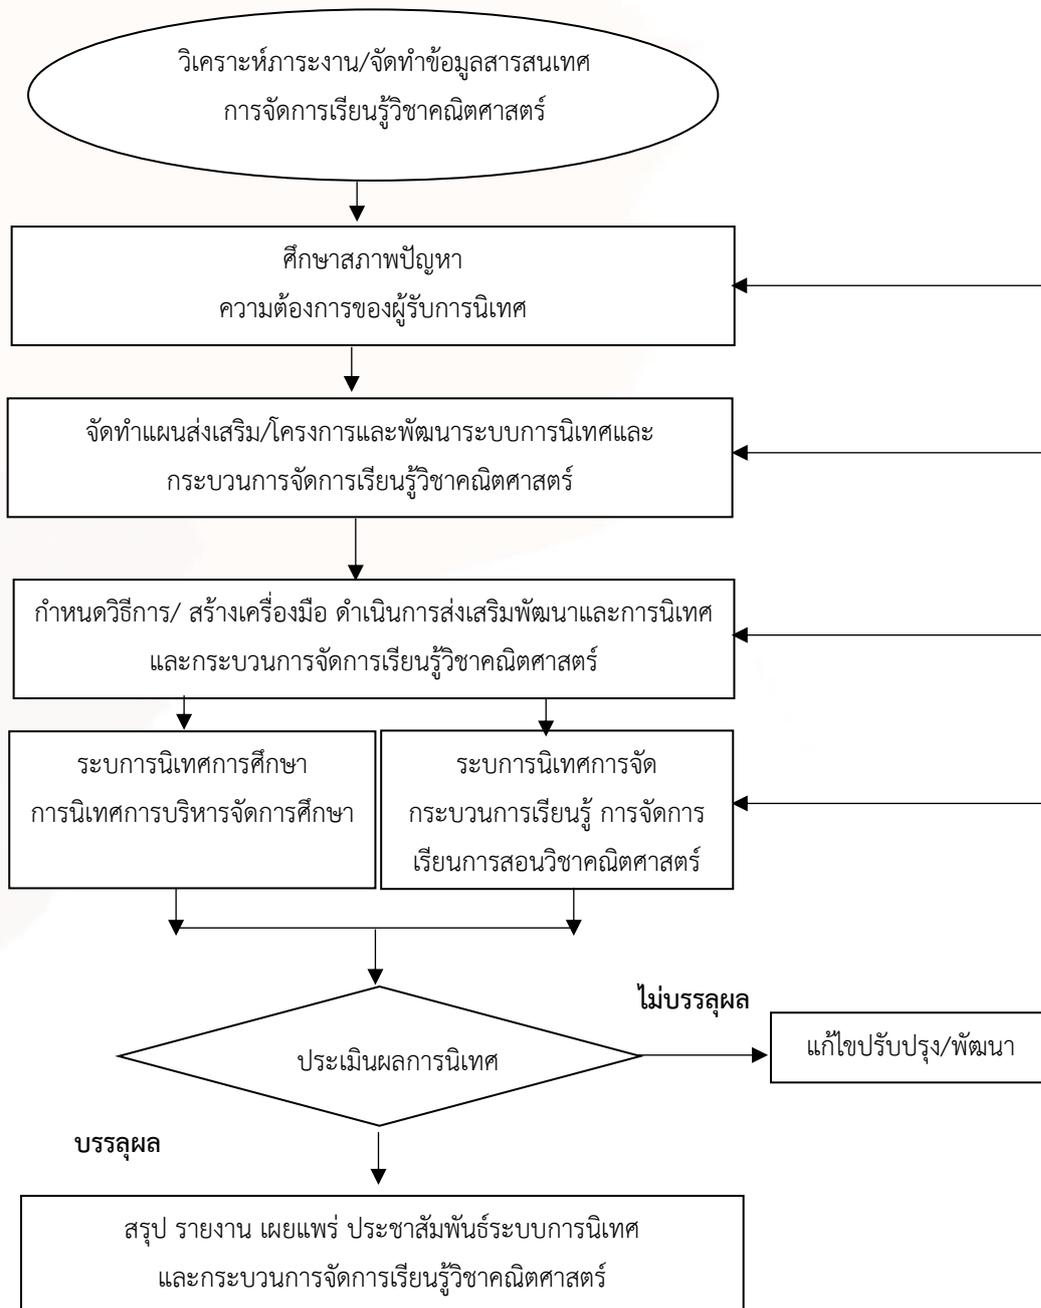 วิเคราะห์ภาระงาน/จัดทำข้อมูลสารสนเทศ
การจัดการเรียนรู้วิชาคณิตศาสตร์
ศึกษาสภาพปัญหา
ความต้องการของผู้รับการนิเทศ
จัดทำแผนส่งเสริม/โครงการและพัฒนาระบบการนิเทศและ
กระบวนการจัดการเรียนรู้วิชาคณิตศาสตร์
กำหนดวิธีการ/ สร้างเครื่องมือ ดำเนินการส่งเสริมพัฒนาและการนิเทศ
และกระบวนการจัดการเรียนรู้วิชาคณิตศาสตร์
ระบการนิเทศการศึกษา
การนิเทศการบริหารจัดการศึกษา
ระบการนิเทศการจัด
กระบวนการเรียนรู้ การจัดการ
เรียนการสอนวิชาคณิตศาสตร์
ไม่บรรลุผล
แก้ไขปรับปรุง/พัฒนา
ประเมินผลการนิเทศ
บรรลุผล
สรุป รายงาน เผยแพร่ ประชาสัมพันธ์ระบบการนิเทศ
และกระบวนการจัดการเรียนรู้วิชาคณิตศาสตร์